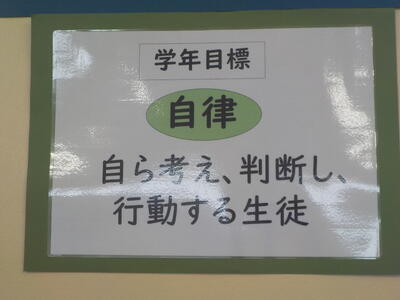 学年目標
自律
自ら考え、判断し、
行動する生徒